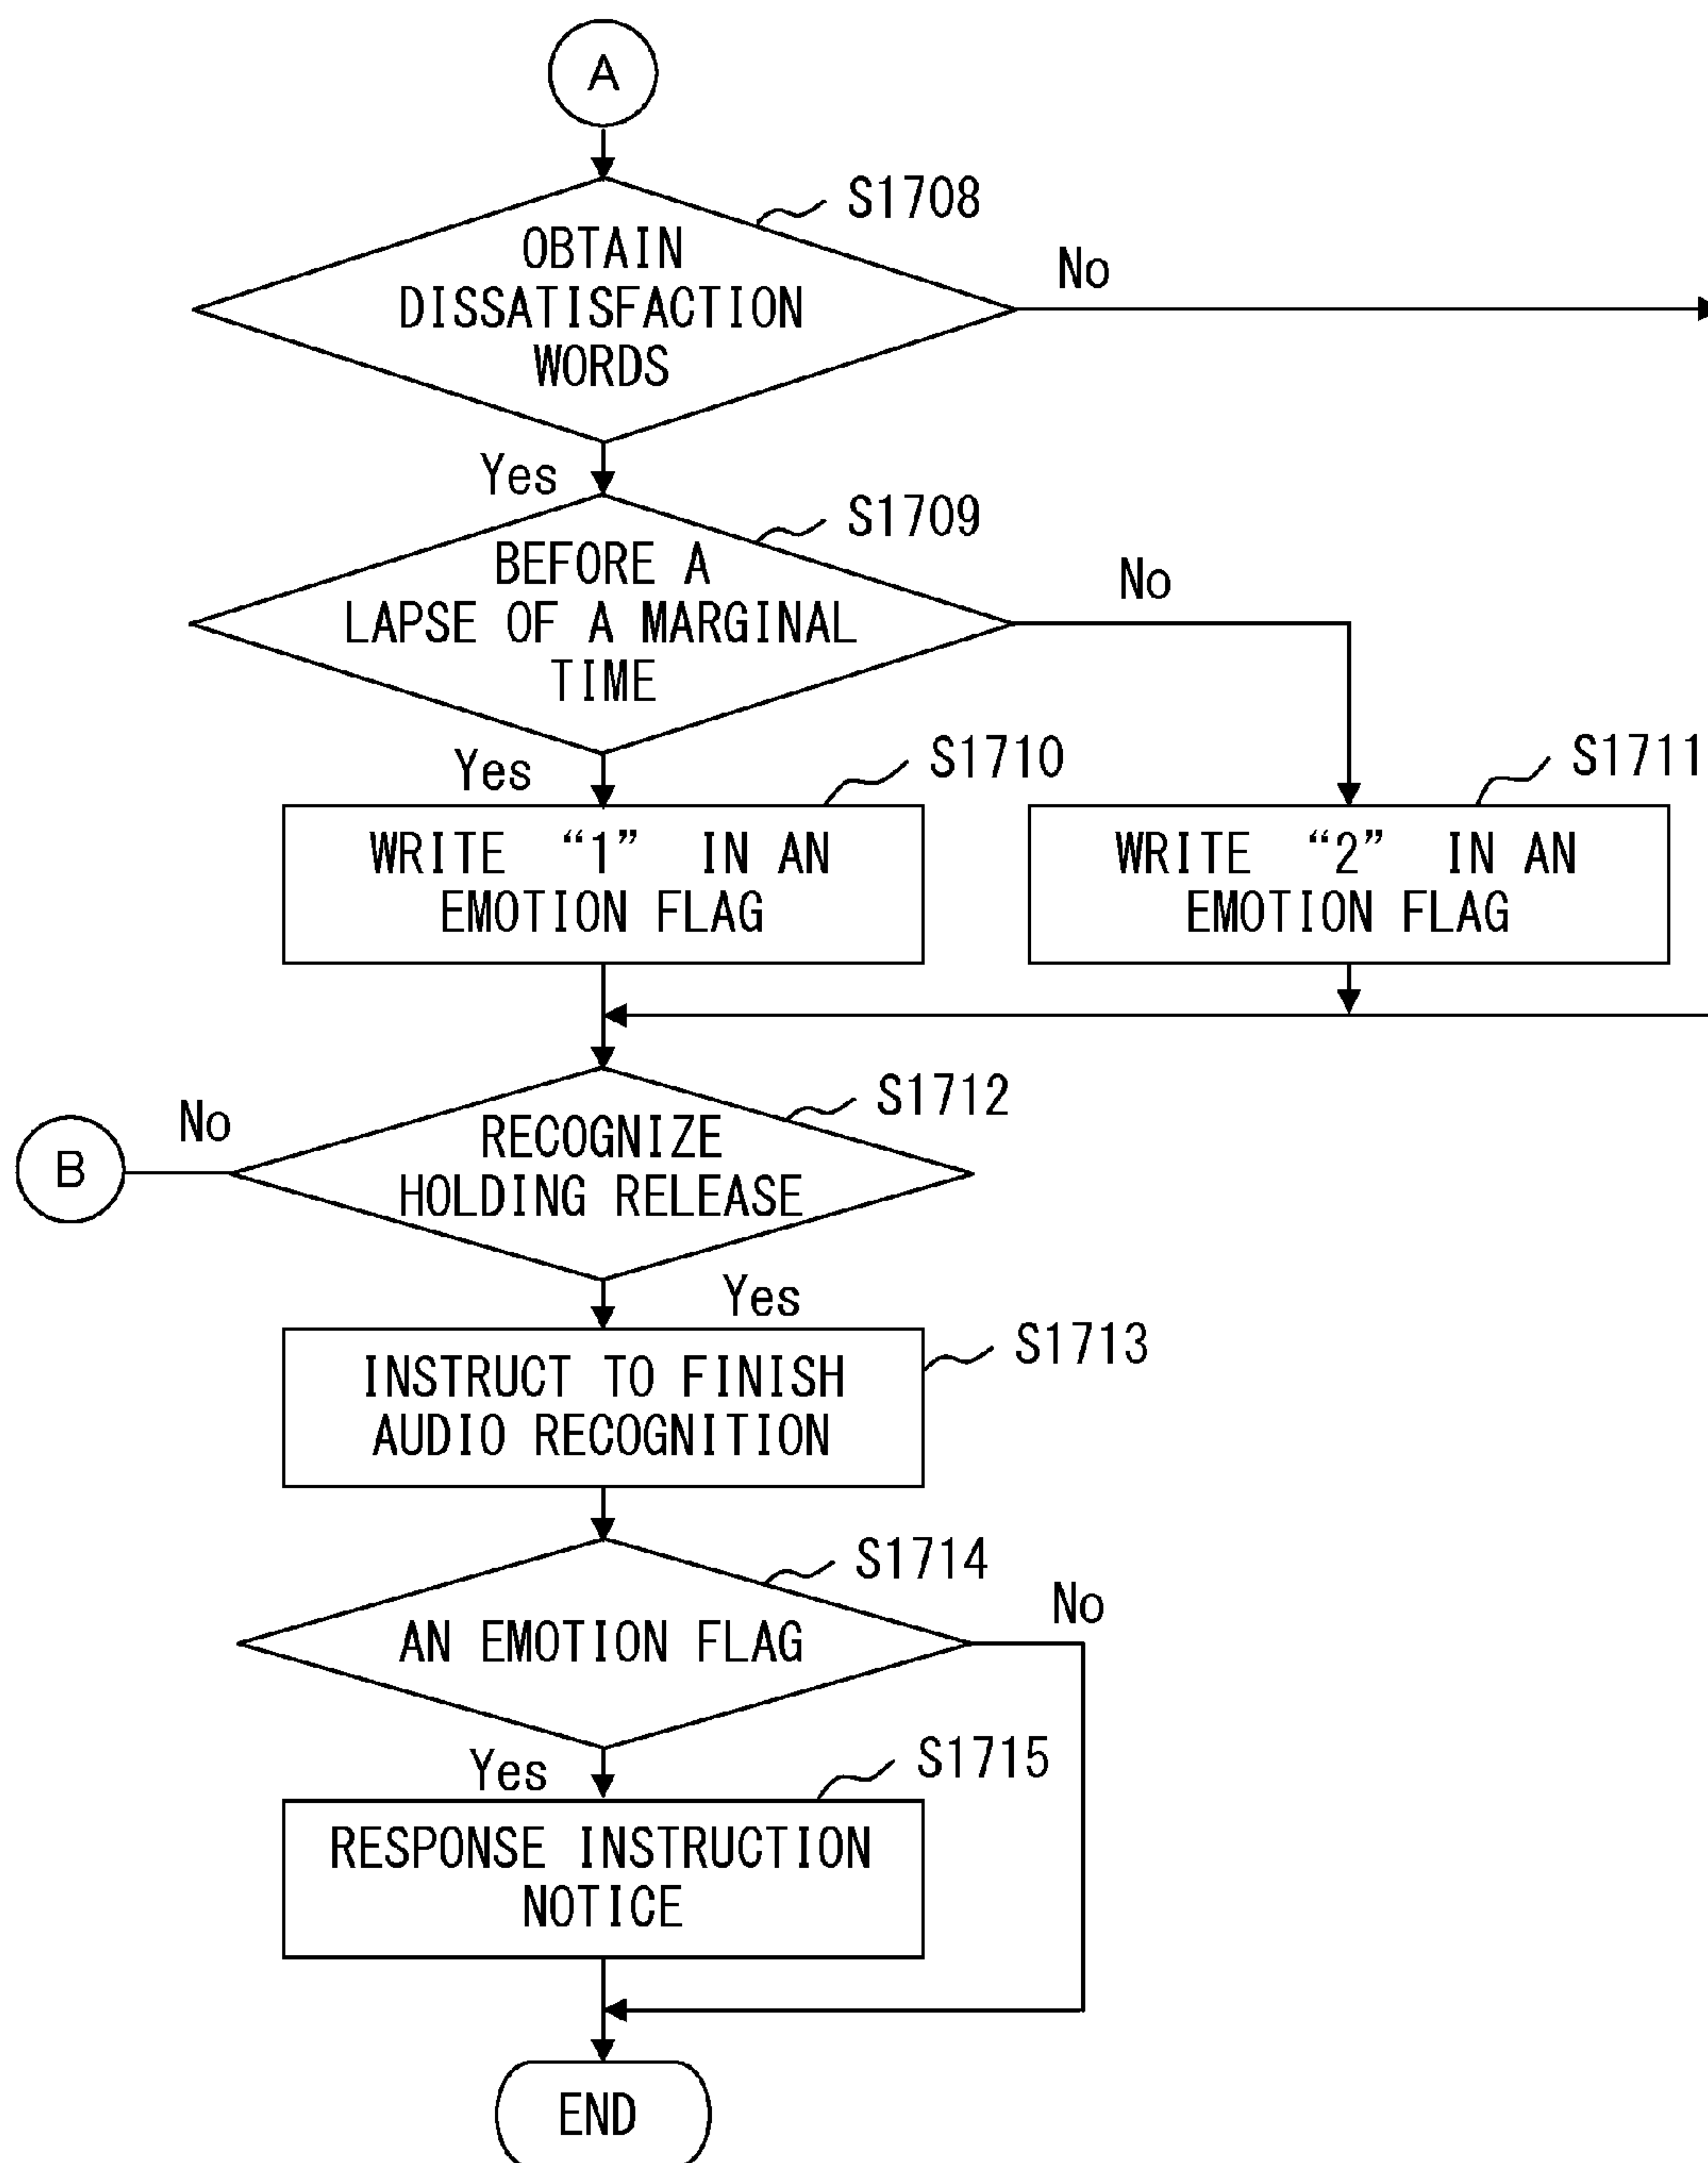 A
S1708
OBTAIN
DISSATISFACTION
WORDS
No
Yes
S1709
BEFORE A
LAPSE OF A MARGINAL
TIME
No
Yes
S1710
WRITE “1” IN AN
EMOTION FLAG
S1711
WRITE “2” IN AN
EMOTION FLAG
S1712
RECOGNIZE
HOLDING RELEASE
No
B
Yes
S1713
INSTRUCT TO FINISH
AUDIO RECOGNITION
S1714
AN EMOTION FLAG
No
Yes
S1715
RESPONSE INSTRUCTION
NOTICE
END